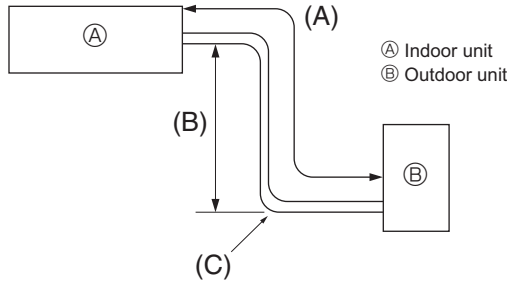 (A)
Ⓐ
Ⓐ Indoor unit
Ⓑ Outdoor unit
(B)
Ⓑ
(C)